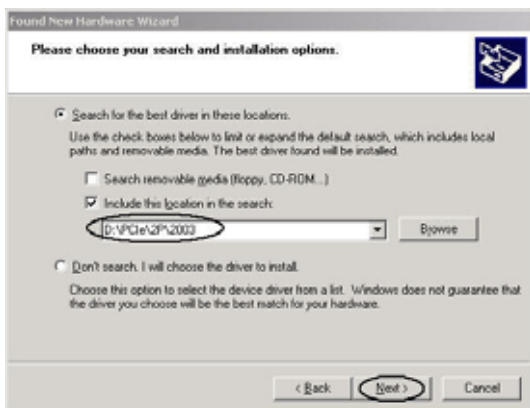 Found New Hardware Wizard
Please choose your search and installation options.
Search for the best driver in these locations.
Use the check boxes below to limit or expand the default search, which includes local
paths and removable media. The best driver found will be installed.
Search removable media (floppy, CD-ROM...)
Include this location in the search:
D:\PCIe\2P\2003
Browse
Don't search. I will choose the driver to install.
Choose this option to select the device driver from a list. Windows does not guarantee that
the driver you choose will be the best match for your hardware.
< Back Next > Cancel